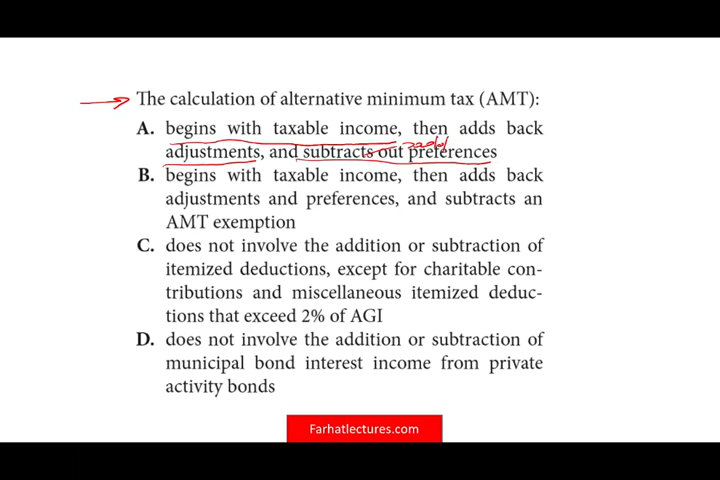 The calculation of alternative minimum tax (AMT):
A. begins with taxable income, then adds back
adjustments, and subtracts out preferences
B. begins with taxable income, then adds back
adjustments and preferences, and subtracts an
AMT exemption
C. does not involve the addition or subtraction of
itemized deductions, except for charitable con-
tributions and miscellaneous itemized deduc-
tions that exceed 2% of AGI
D. does not involve the addition or subtraction of
municipal bond interest income from private
activity bonds
Farhatlectures.com